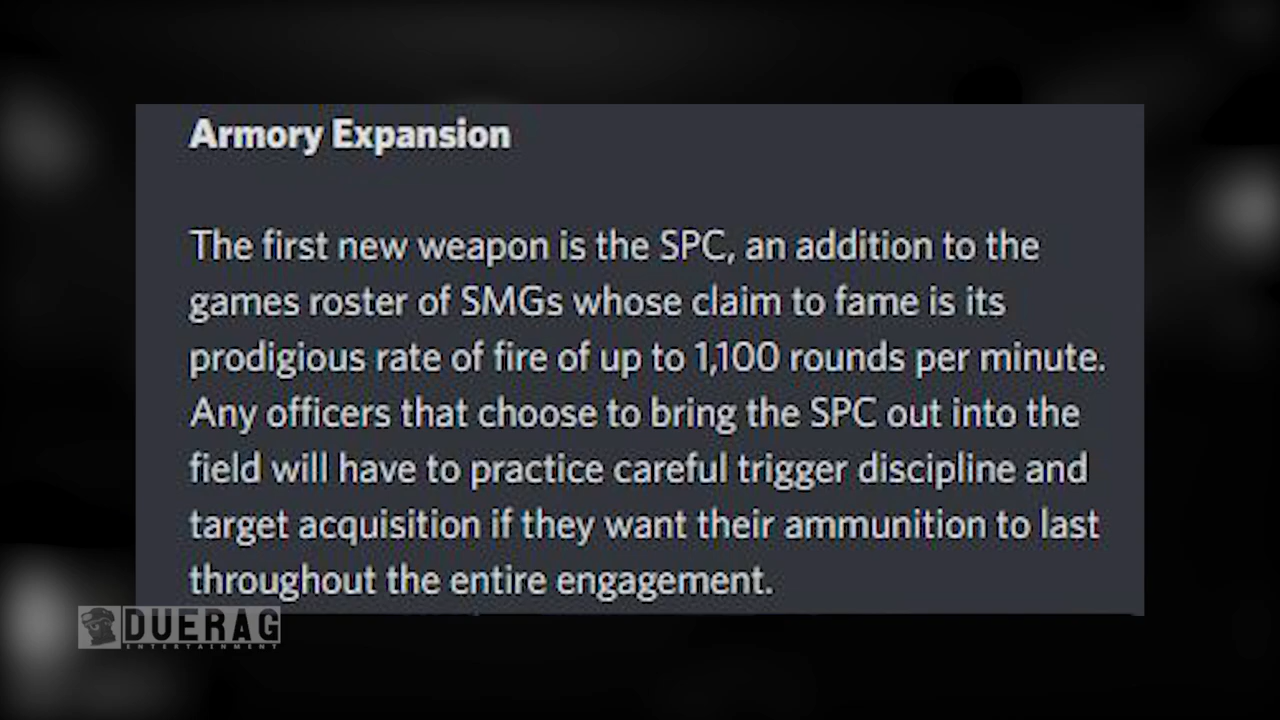 Armory Expansion
The first new weapon is the SPC, an addition to the
games roster of SMGs whose claim to fame is its
prodigious rate of fire of up to 1,100 rounds per minute.
Any officers that choose to bring the SPC out into the
field will have to practice careful trigger discipline and
target acquisition if they want their ammunition to last
throughout the entire engagement.
DUERAG
ENTERTAINMENT